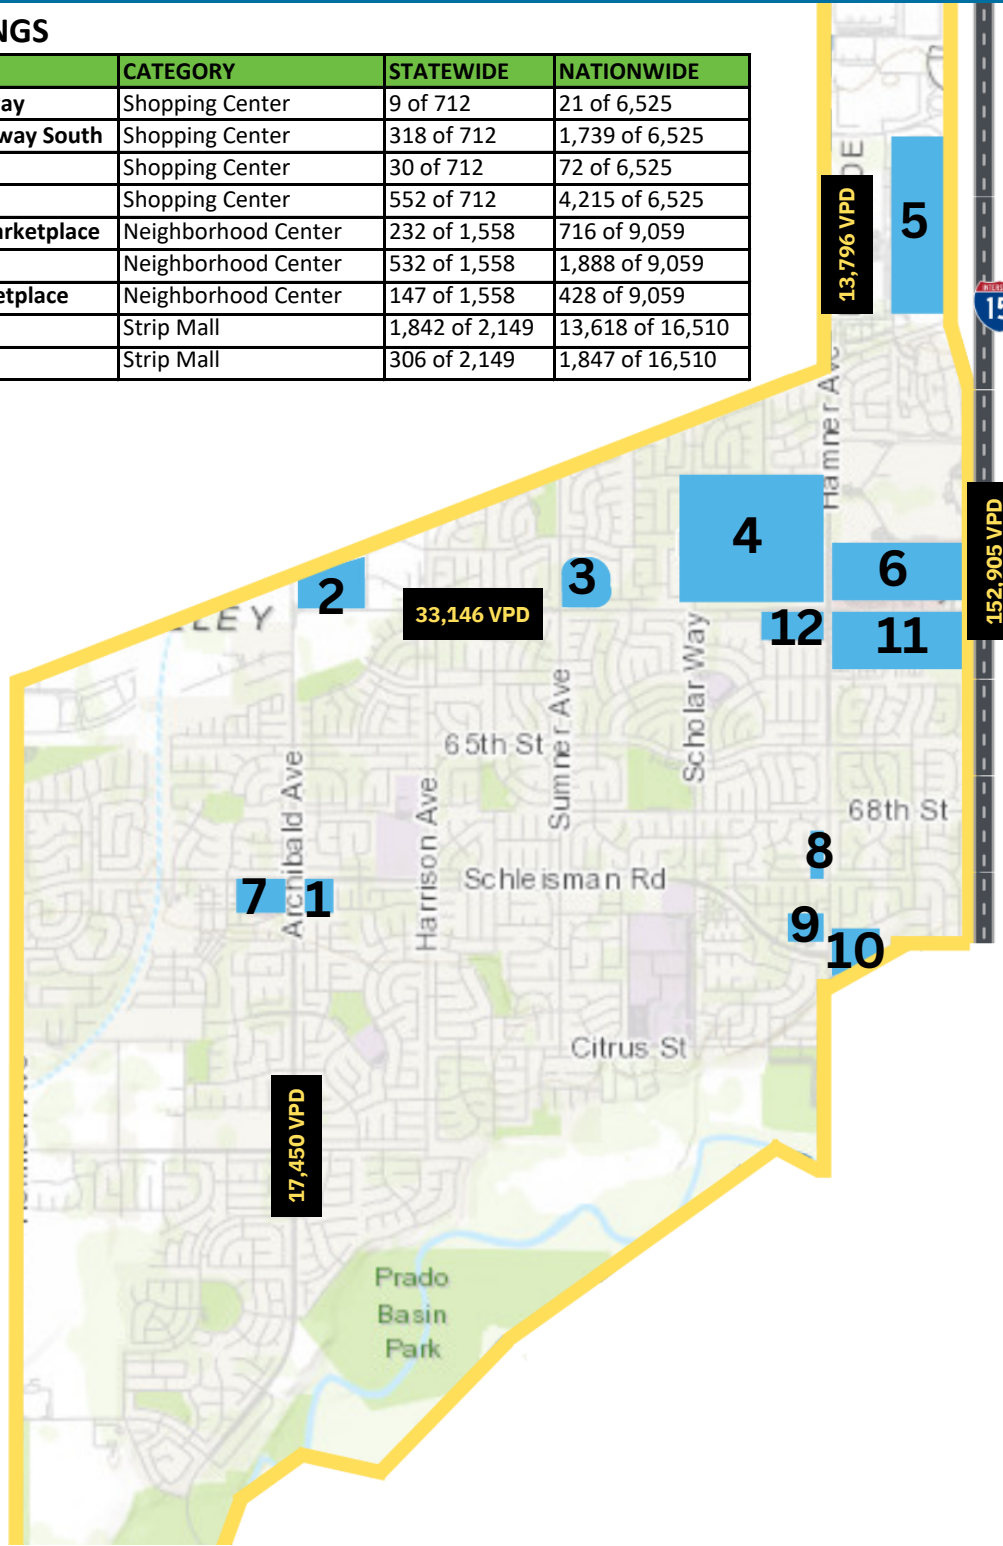 NGS
CATEGORY STATEWIDE NATIONWIDE
ay Shopping Center 9 of 712 21 of 6,525
way South Shopping Center 318 of 712 1,739 of 6,525
Shopping Center 30 of 712 72 of 6,525
Shopping Center 552 of 712 4,215 of 6,525
arketplace Neighborhood Center 232 of 1,558 716 of 9,059
Neighborhood Center 532 of 1,558 1,888 of 9,059
etplace Neighborhood Center 147 of 1,558 428 of 9,059
Strip Mall 1,842 of 2,149 13,618 of 16,510
Strip Mall 306 of 2,149 1,847 of 16,510
DE
13,796 VPD
5
INTERS
15
Hamner Ave
4
6
152,905 VPD
3
2
33,146 VPD
LEY
12
11
Scholar Way
Sumner Ave
65th St
Archibald Ave
Harrison Ave
68th St
8
Schleisman Rd
7
1
9
10
Citrus St
17,450 VPD
Prado
Basin
Park